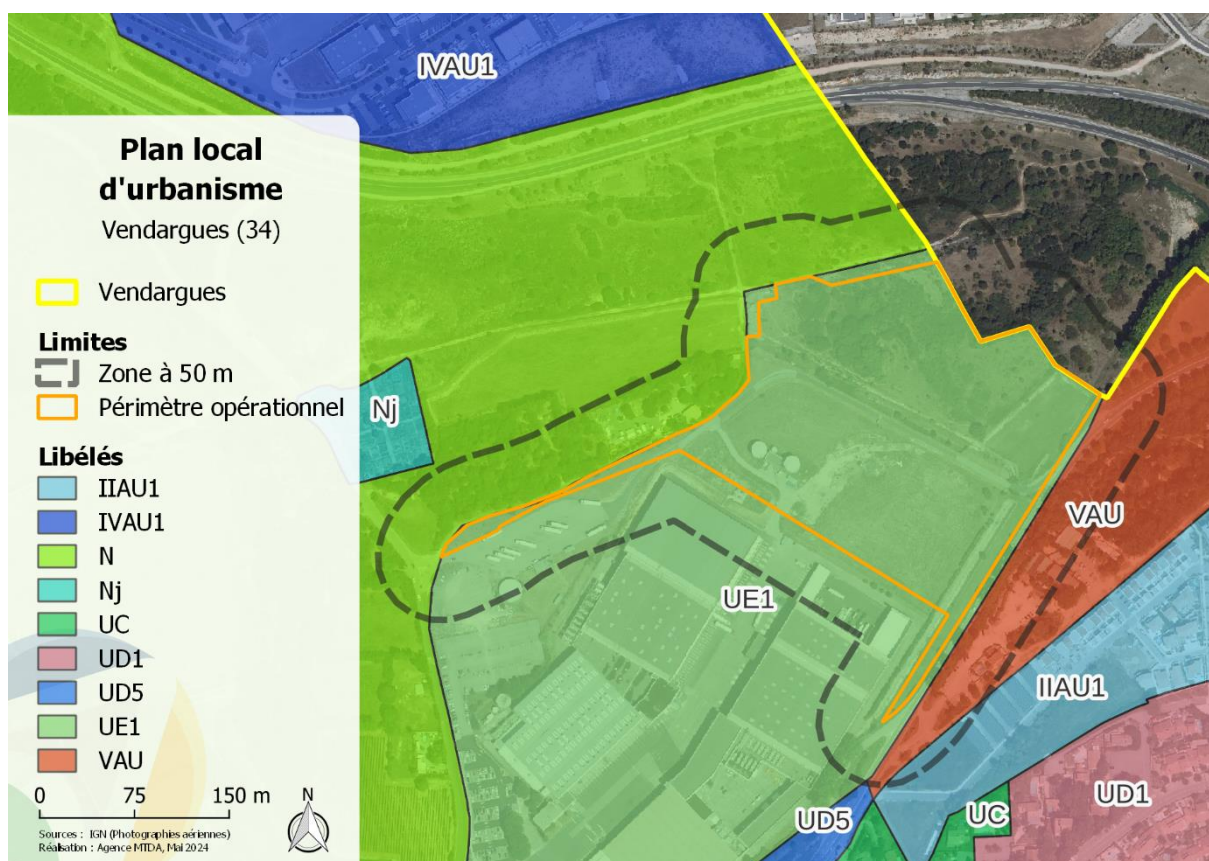 Plan local
d'urbanisme
Vendargues (34)
Vendargues
Limites
Zone à 50 m
Périmètre opérationnel
Libélés
IIAU1
IVAU1
N
Nj
UC
UD1
UD5
UE1
VAU
0 75 150 m
N
Sources : IGN (Photographies aériennes)
Réalisation : Agence MTDA, Mai 2024
IVAU1
Nj
VAU
UE1
IIAU1
UD1
UC
UD5